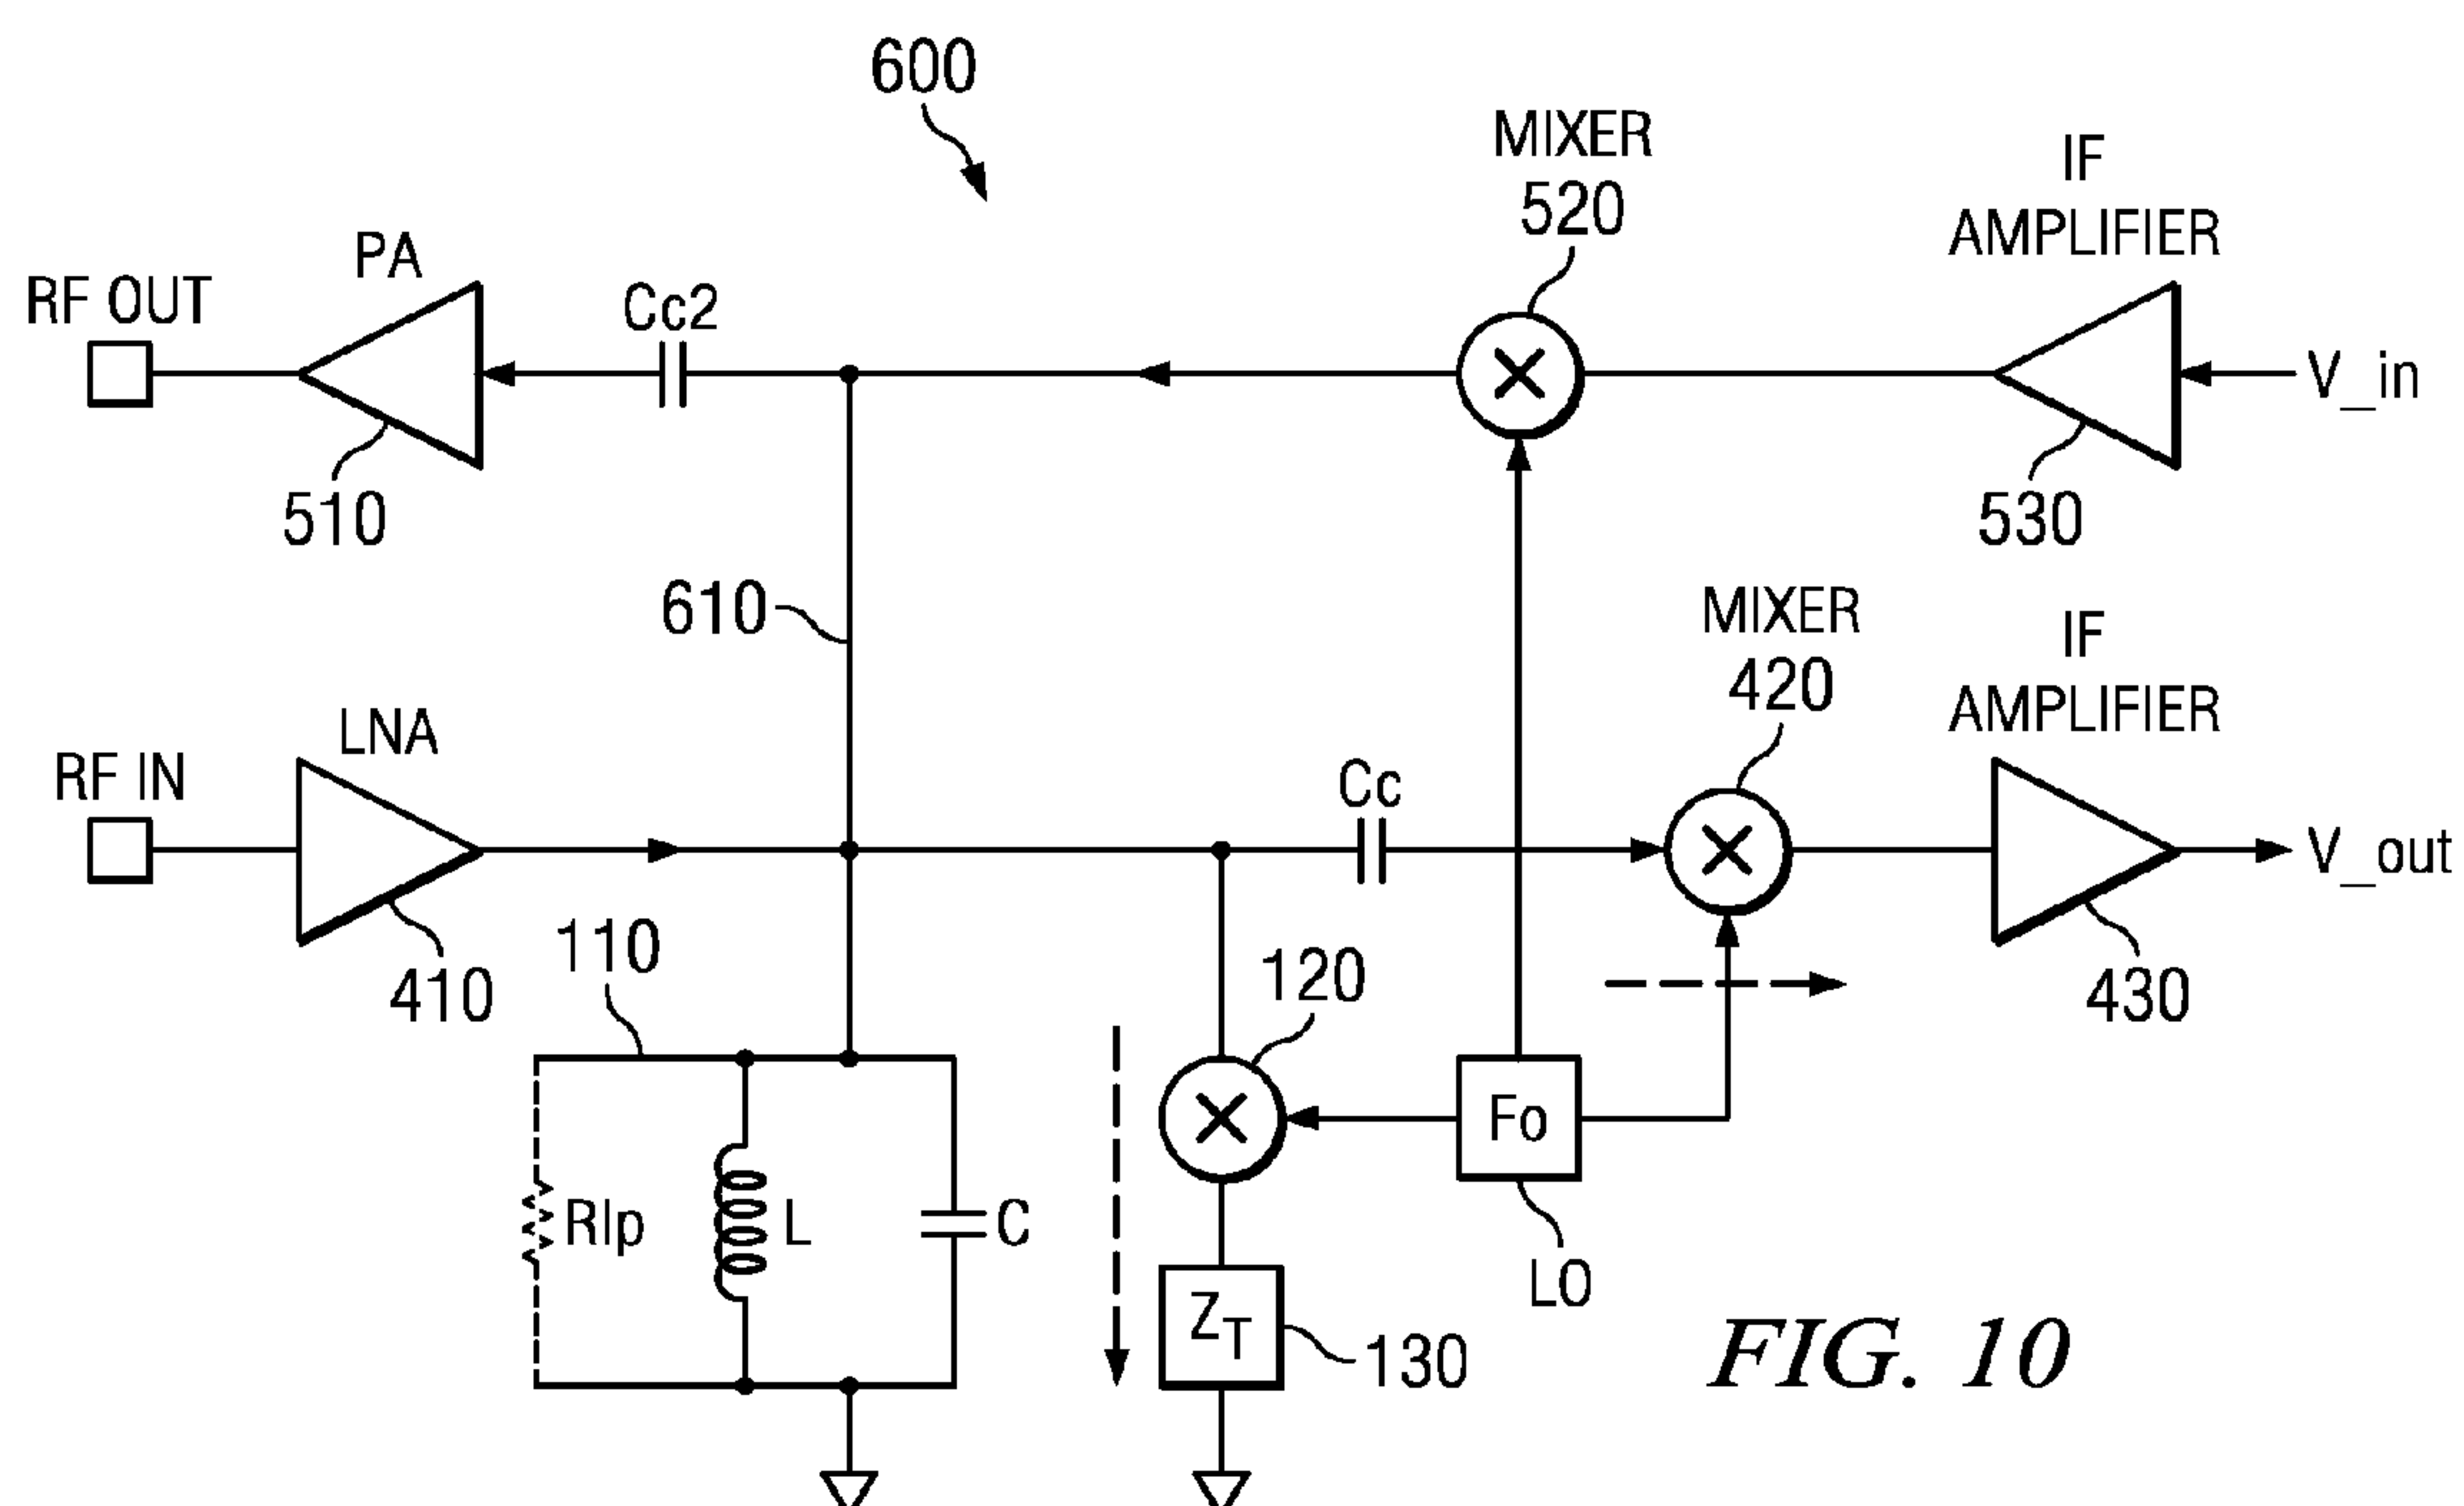 600
MIXER
520
IF
AMPLIFIER
PA
RF OUT
Cc2
V_in
510
530
610
MIXER
420
IF
AMPLIFIER
LNA
RF IN
Cc
V_out
110
120
410
430
Fo
Rlp
L
C
LO
ZT
130
FIG. 10